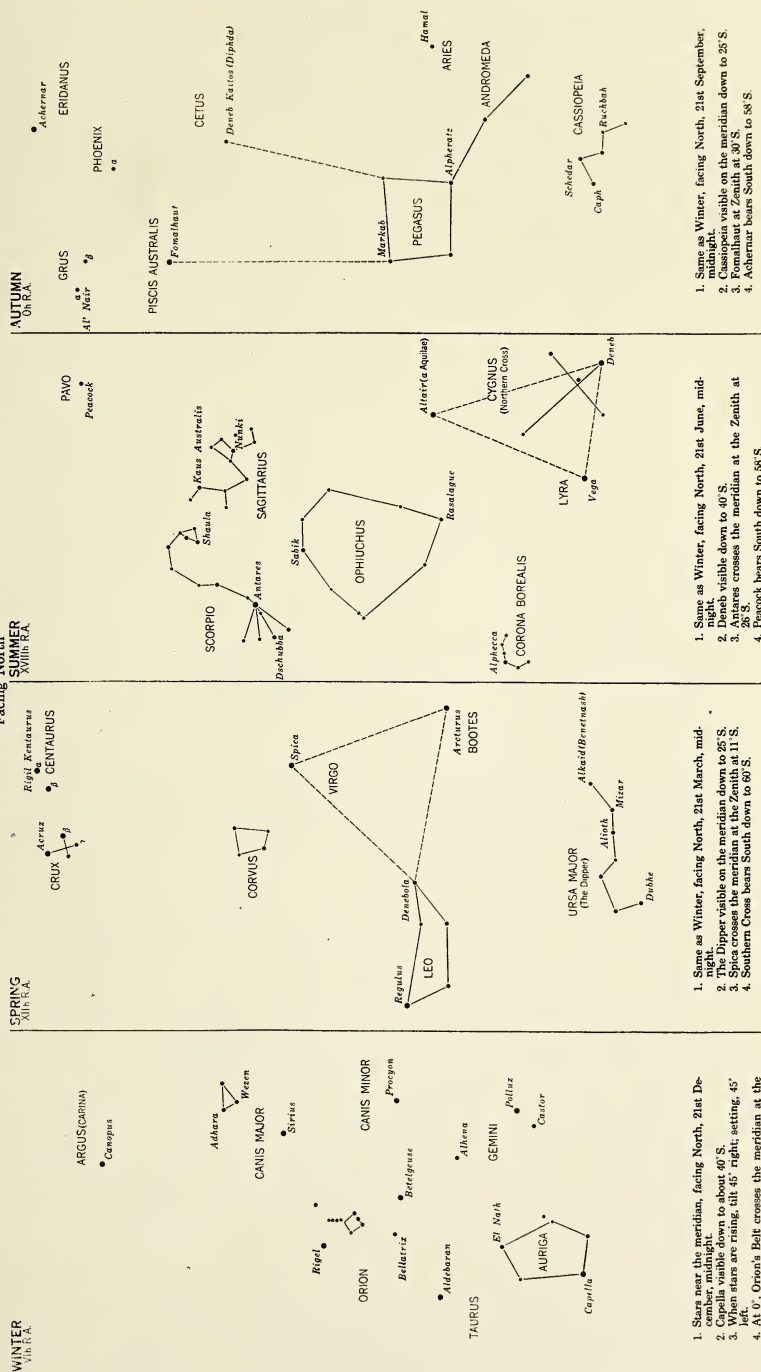 Facing North
WINTER
VIh R.A.
ARGUS (CARINA)
Canopus
Adhara
Wezen
CANIS MAJOR
Sirius
Rigel
ORION
CANIS MINOR
Procyon
Betelgeuse
Bellatrix
Aldebaran
TAURUS
Alhena
GEMINI
Pollux
Castor
El Nath
AURIGA
Capella
1. Stars near the meridian, facing North, 21st De-
cember, midnight.
2. Capella visible down to about 40°S.
3. When stars are rising, tilt 45° right; setting, 45°
left.
4. At 0°, Orion's Belt crosses the meridian at the
SPRING
XIIh R.A.
Rigil Kentaurus
α
CENTAURUS
β
Acruz
β
γ
CRUX
CORVUS
Spica
VIRGO
Denebola
Regulus
LEO
Arcturus
BOOTES
Alkaid (Benetnash)
Mizar
Alioth
URSA MAJOR
(The Dipper)
Dubhe
1. Same as Winter, facing North, 21st March, mid-
night.
2. The Dipper visible on the meridian down to 25°S.
3. Spica crosses the meridian at the Zenith at 11°S.
4. Southern Cross bears South down to 60°S.
SUMMER
XVIIIh R.A.
PAVO
Peacock
Shaula
Kaus Australis
Nunki
SAGITTARIUS
SCORPIO
Antares
Dschubba
Sabik
OPHIUCHUS
Rasalague
Altair (α Aquilae)
CYGNUS
(Northern Cross)
Deneb
LYRA
Vega
Alphecca
CORONA BOREALIS
1. Same as Winter, facing North, 21st June, mid-
night.
2. Deneb visible down to 40°S.
3. Antares crosses the meridian at the Zenith at
26°S.
4. Peacock bears South down to 58°S.
AUTUMN
0h R.A.
Achernar
ERIDANUS
PHOENIX
α
GRUS
α
Al' Nair
β
PISCIS AUSTRALIS
Fomalhaut
CETUS
Deneb Kaitos (Diphda)
Hamal
ARIES
Markab
PEGASUS
Alpheratz
ANDROMEDA
CASSIOPEIA
Schedar
Ruchbah
Caph
1. Same as Winter, facing North, 21st September,
midnight.
2. Cassiopeia visible on the meridian down to 25°S.
3. Fomalhaut at Zenith at 30°S.
4. Achernar bears South down to 58°S.